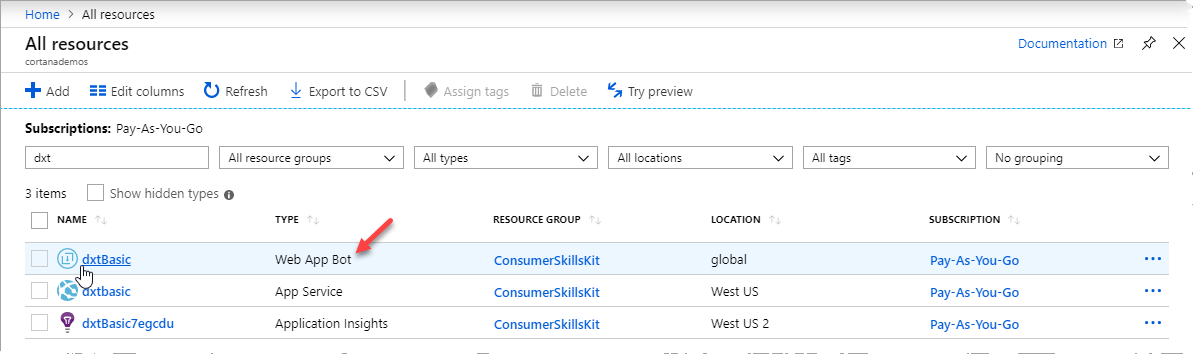 Home > All resources
All resources
cortanademos
Documentation
Add Edit columns Refresh Export to CSV Assign tags Delete Try preview
Subscriptions: Pay-As-You-Go
dxt All resource groups All types All locations All tags No grouping
3 items Show hidden types
NAME TYPE RESOURCE GROUP LOCATION SUBSCRIPTION
dxtBasic Web App Bot ConsumerSkillsKit global Pay-As-You-Go ...
dxtbasic App Service ConsumerSkillsKit West US Pay-As-You-Go ...
dxtBasic7egcdu Application Insights ConsumerSkillsKit West US 2 Pay-As-You-Go ...